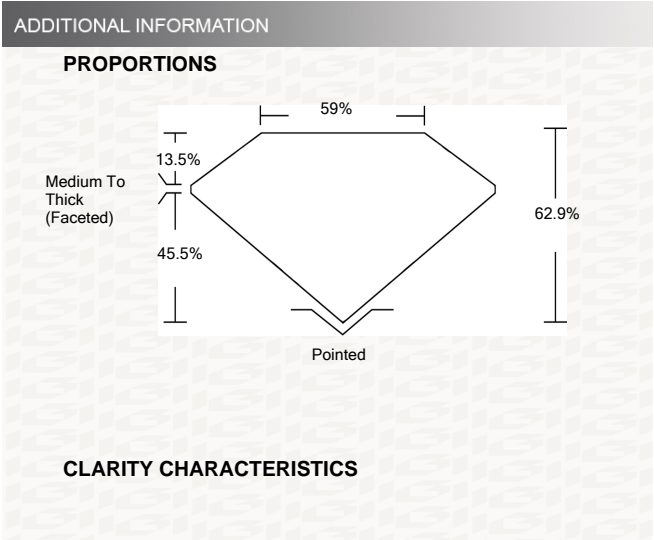 ADDITIONAL INFORMATION
PROPORTIONS
59%
13.5%
Medium To
Thick
(Faceted)
62.9%
45.5%
Pointed
CLARITY CHARACTERISTICS